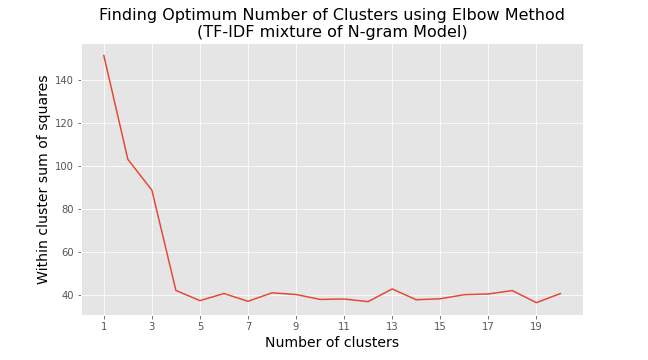 Finding Optimum Number of Clusters using Elbow Method
(TF-IDF mixture of N-gram Model)
Within cluster sum of squares
140
120
100
80
60
40
1 3 5 7 9 11 13 15 17 19
Number of clusters